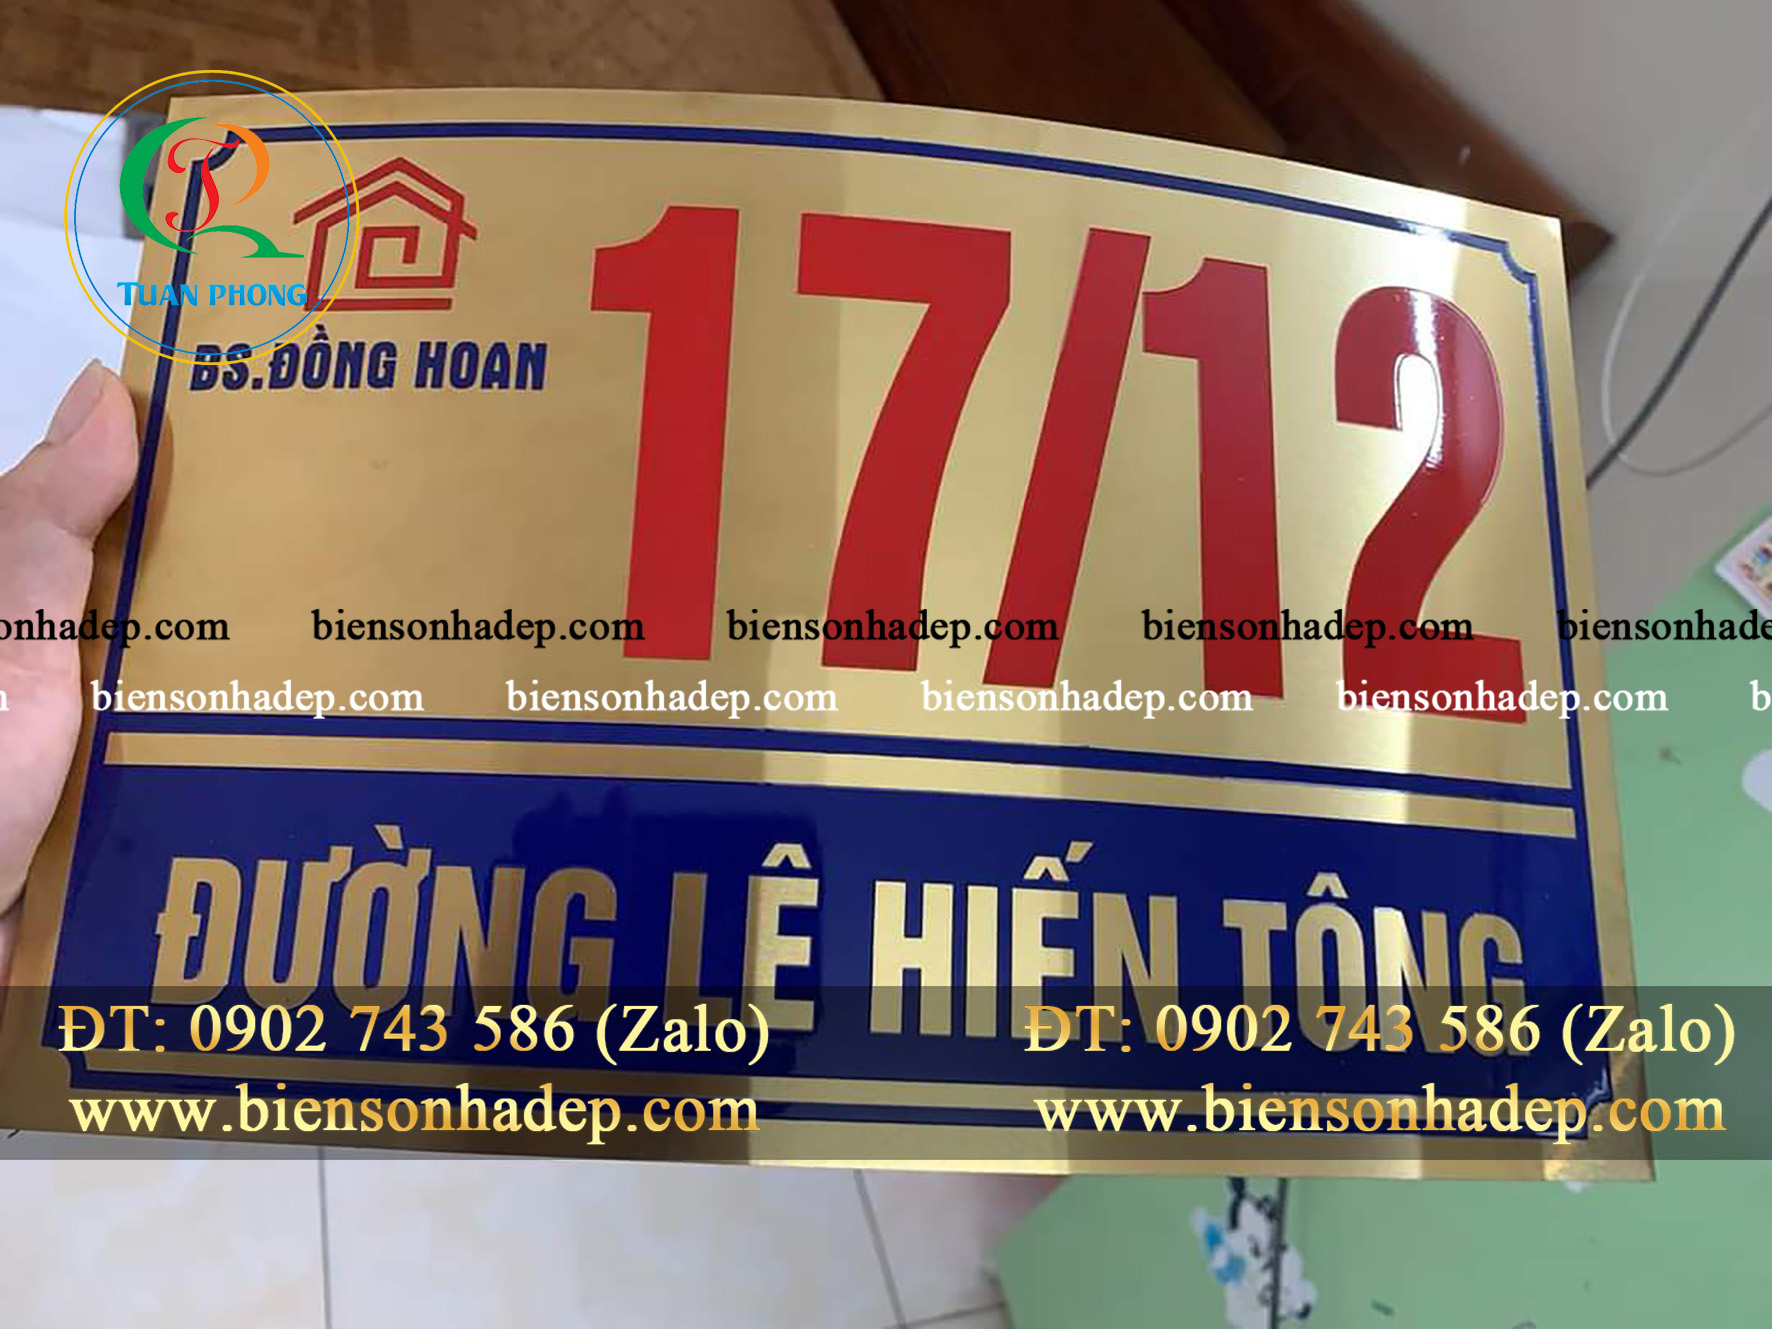 TUAN PHONG
BS.ĐỒNG HOAN
17/12
biensonhadep.com biensonhadep.com biensonhadep.com
biensonhadep.com biensonhadep.com biensonhadep.com biensonhadep.com
ĐƯỜNG LÊ HIẾN TÔNG
ĐT: 0902 743 586 (Zalo) ĐT: 0902 743 586 (Zalo)
www.biensonhadep.com www.biensonhadep.com